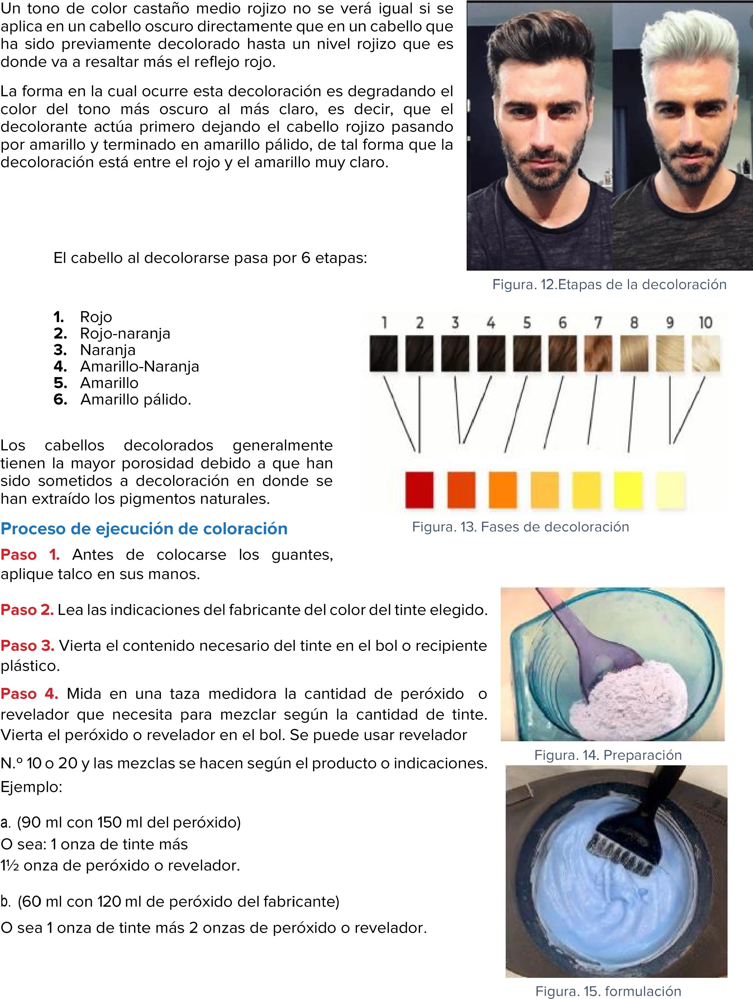 Un tono de color castaño medio rojizo no se verá igual si se
aplica en un cabello oscuro directamente que en un cabello que
ha sido previamente decolorado hasta un nivel rojizo que es
donde va a resaltar más el reflejo rojo.
La forma en la cual ocurre esta decoloración es degradando el
color del tono más oscuro al más claro, es decir, que el
decolorante actúa primero dejando el cabello rojizo pasando
por amarillo y terminado en amarillo pálido, de tal forma que la
decoloración está entre el rojo y el amarillo muy claro.
El cabello al decolorarse pasa por 6 etapas:
Figura. 12.Etapas de la decoloración
1. Rojo
2. Rojo-naranja
3. Naranja
4. Amarillo-Naranja
5. Amarillo
6. Amarillo pálido.
1 2 3 4 5 6 7 8 9 10
Los cabellos decolorados generalmente
tienen la mayor porosidad debido a que han
sido sometidos a decoloración en donde se
han extraído los pigmentos naturales.
Figura. 13. Fases de decoloración
Proceso de ejecución de coloración
Paso 1. Antes de colocarse los guantes,
aplique talco en sus manos.
Paso 2. Lea las indicaciones del fabricante del color del tinte elegido.
Paso 3. Vierta el contenido necesario del tinte en el bol o recipiente
plástico.
Paso 4. Mida en una taza medidora la cantidad de peróxido o
revelador que necesita para mezclar según la cantidad de tinte.
Vierta el peróxido o revelador en el bol. Se puede usar revelador
N.º 10 o 20 y las mezclas se hacen según el producto o indicaciones.
Ejemplo:
Figura. 14. Preparación
a. (90 ml con 150 ml del peróxido)
O sea: 1 onza de tinte más
1½ onza de peróxido o revelador.
b. (60 ml con 120 ml de peróxido del fabricante)
O sea 1 onza de tinte más 2 onzas de peróxido o revelador.
Figura. 15. formulación